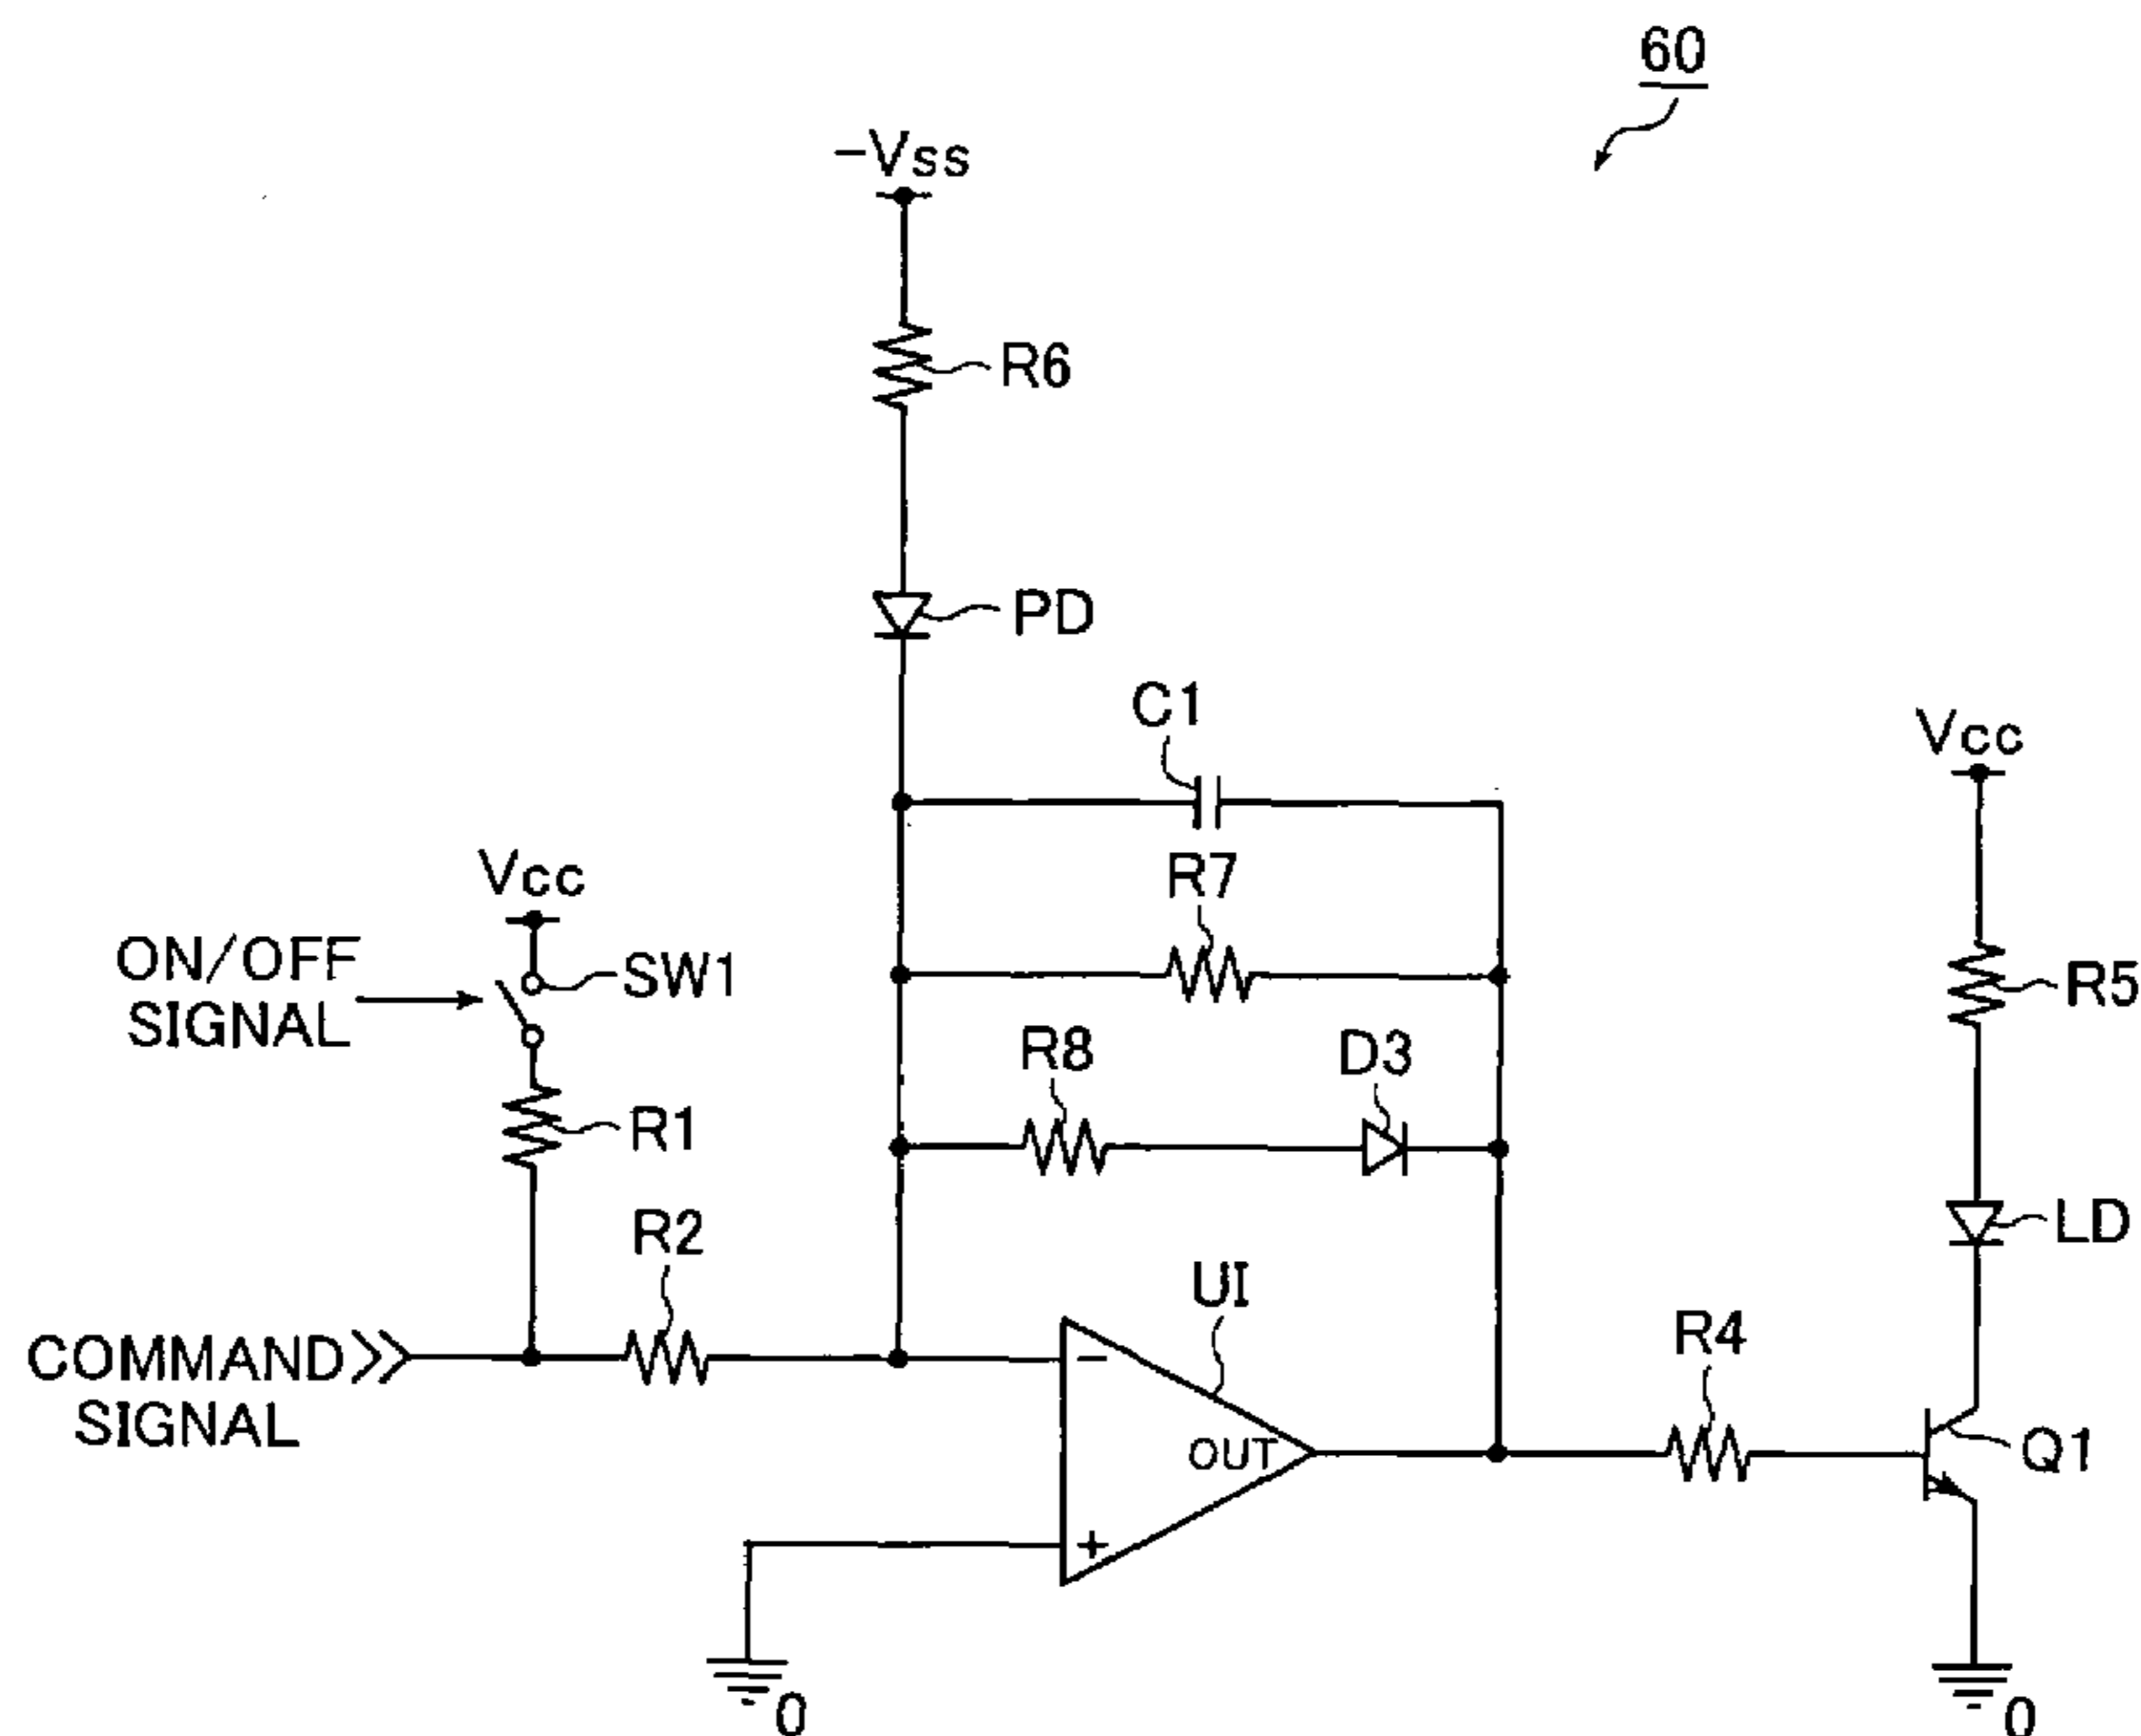 60
-Vss
R6
PD
C1
Vcc
R7
Vcc
ON/OFF
SIGNAL
SW1
R5
R8
D3
R1
R2
LD
UI
R4
COMMAND
SIGNAL
-
OUT
Q1
+
0
0